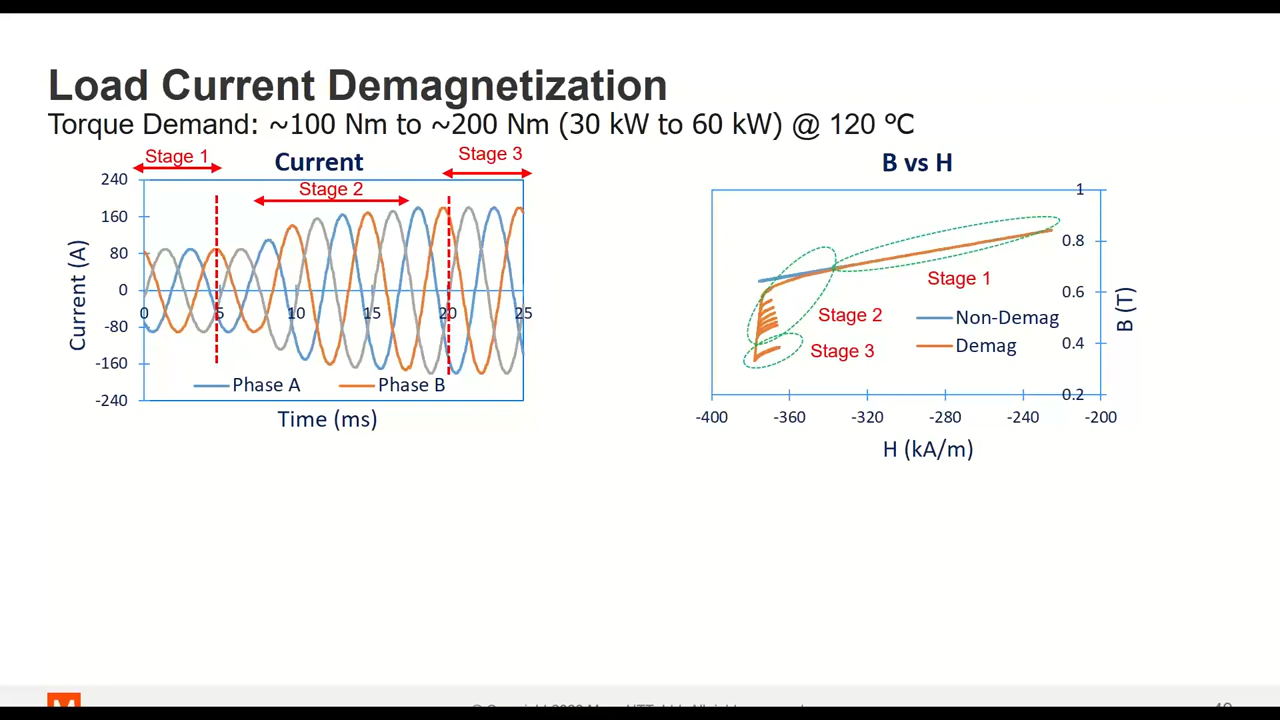 Load Current Demagnetization
Torque Demand: ~100 Nm to ~200 Nm (30 kW to 60 kW) @ 120 °C
Stage 1
Current
Stage 2
Stage 3
240
160
80
0
-80
-160
-240
Current (A)
0
5
10
15
20
25
Phase A
Phase B
Time (ms)
B vs H
1
0.8
0.6
0.4
0.2
B (T)
Stage 1
Stage 2
Stage 3
Non-Demag
Demag
-400
-360
-320
-280
-240
-200
H (kA/m)